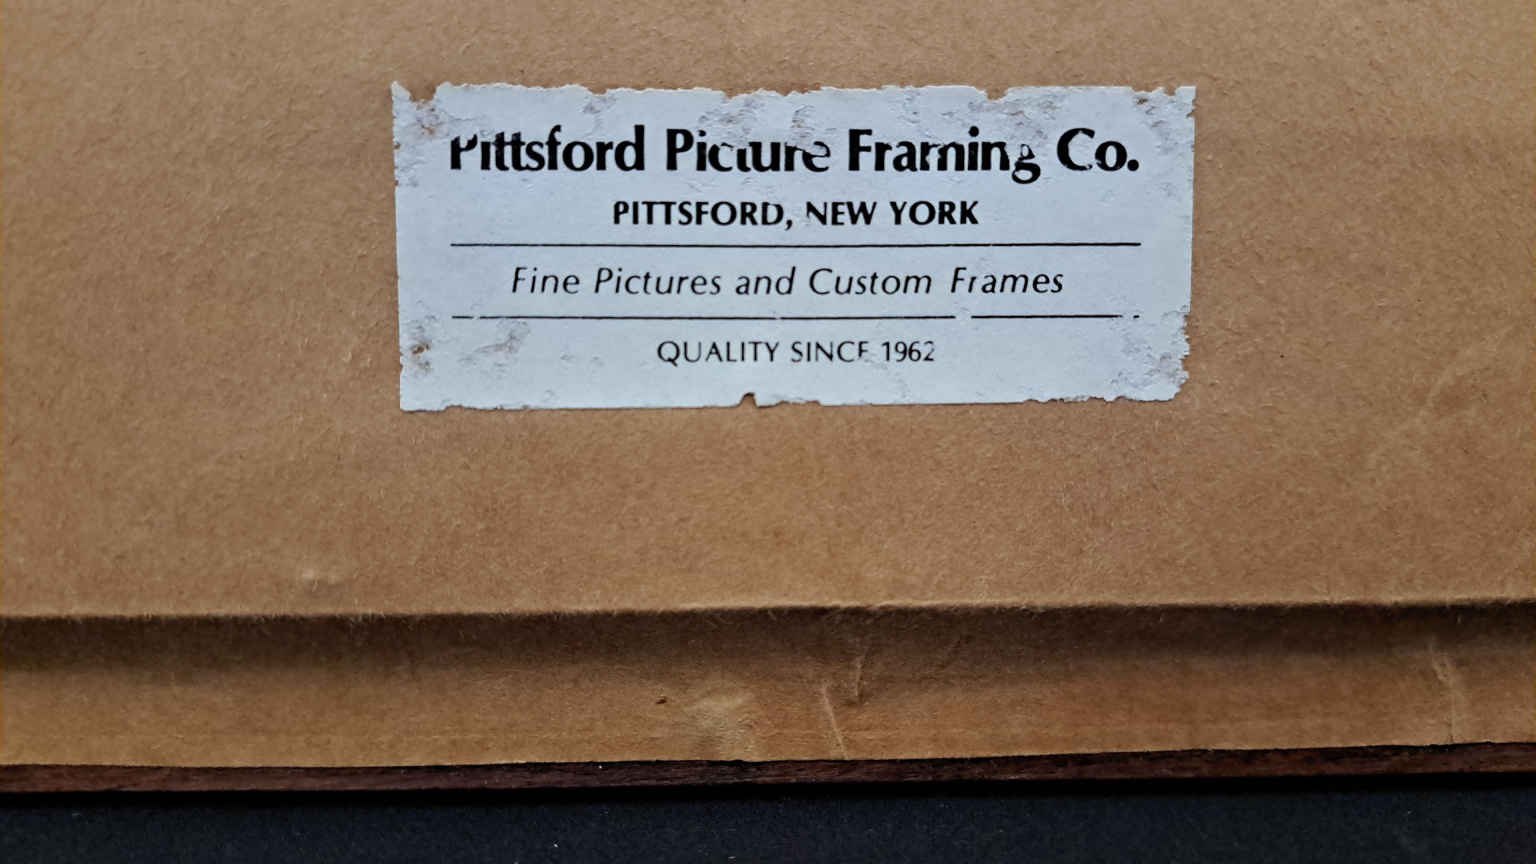 Pittsford Picture Framing Co.
PITTSFORD, NEW YORK
Fine Pictures and Custom Frames
QUALITY SINCE 1962